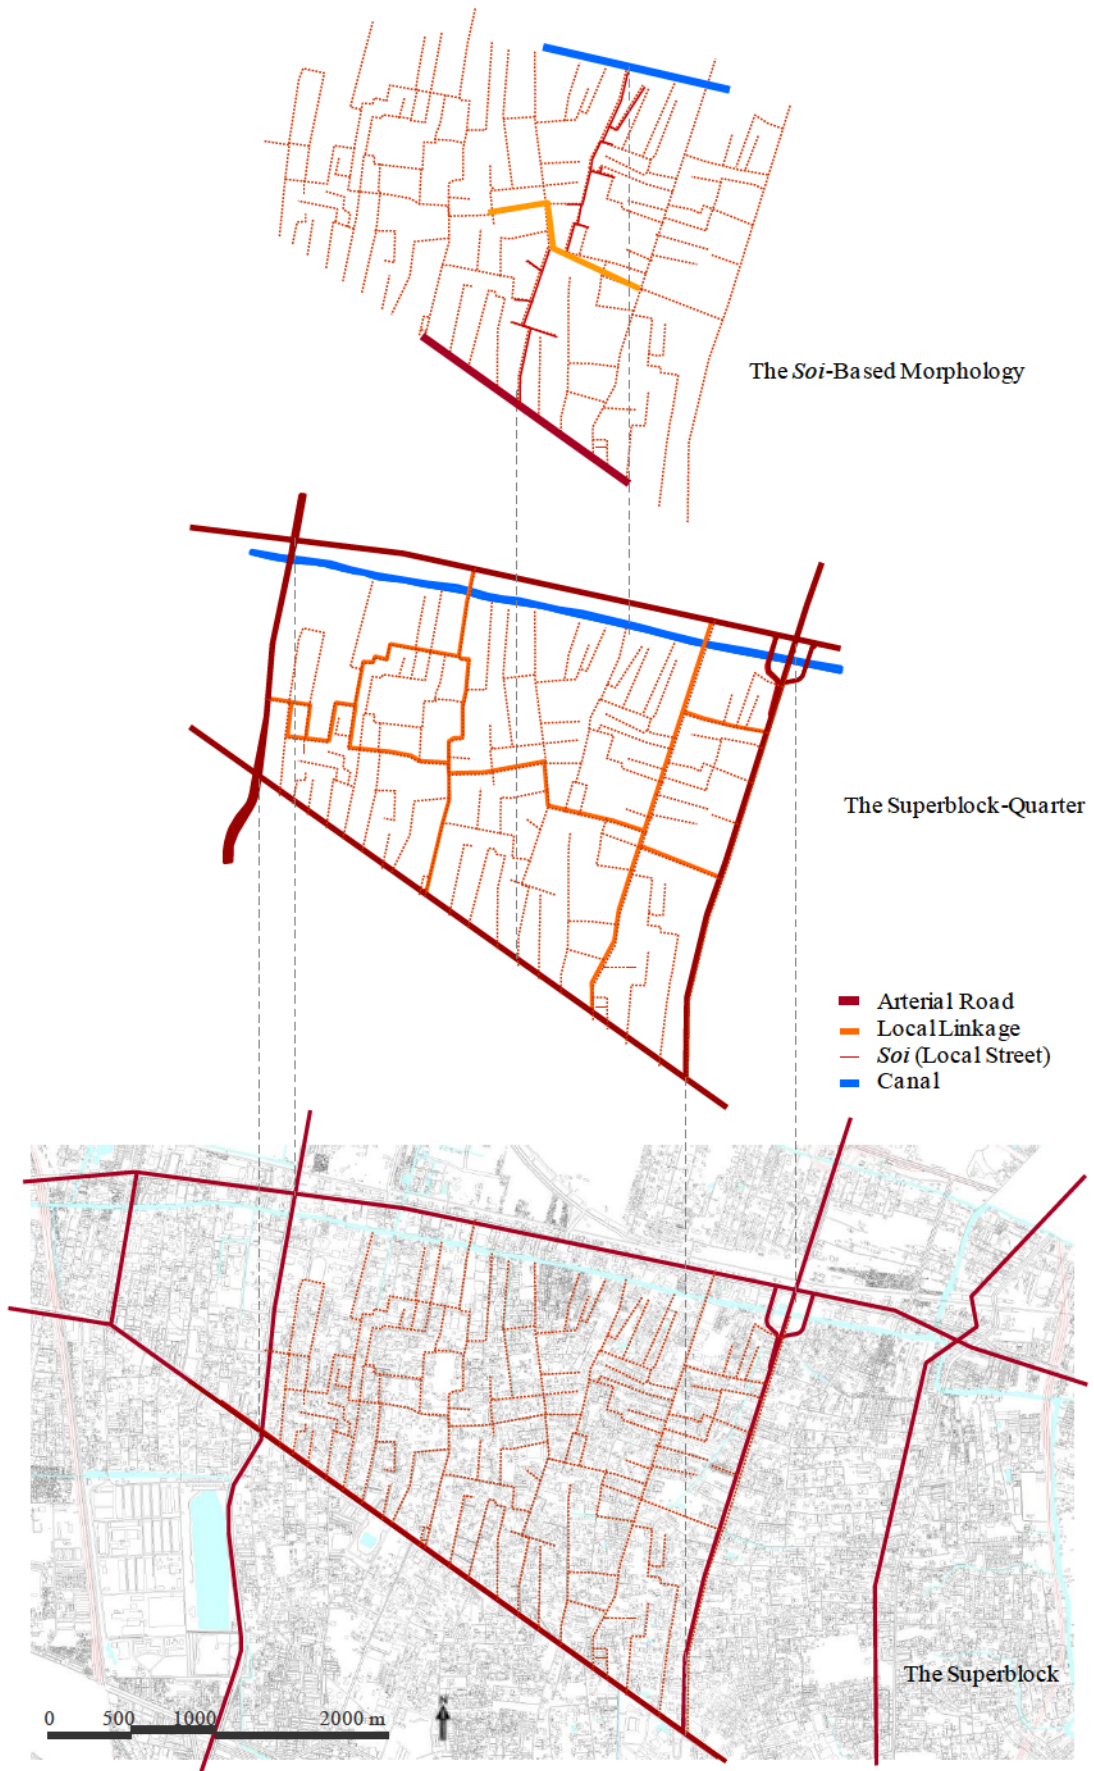 The Soi-Based Morphology
The Superblock-Quarter
Arterial Road
Local Linkage
Soi (Local Street)
Canal
The Superblock
0 500 1000 2000 m
N